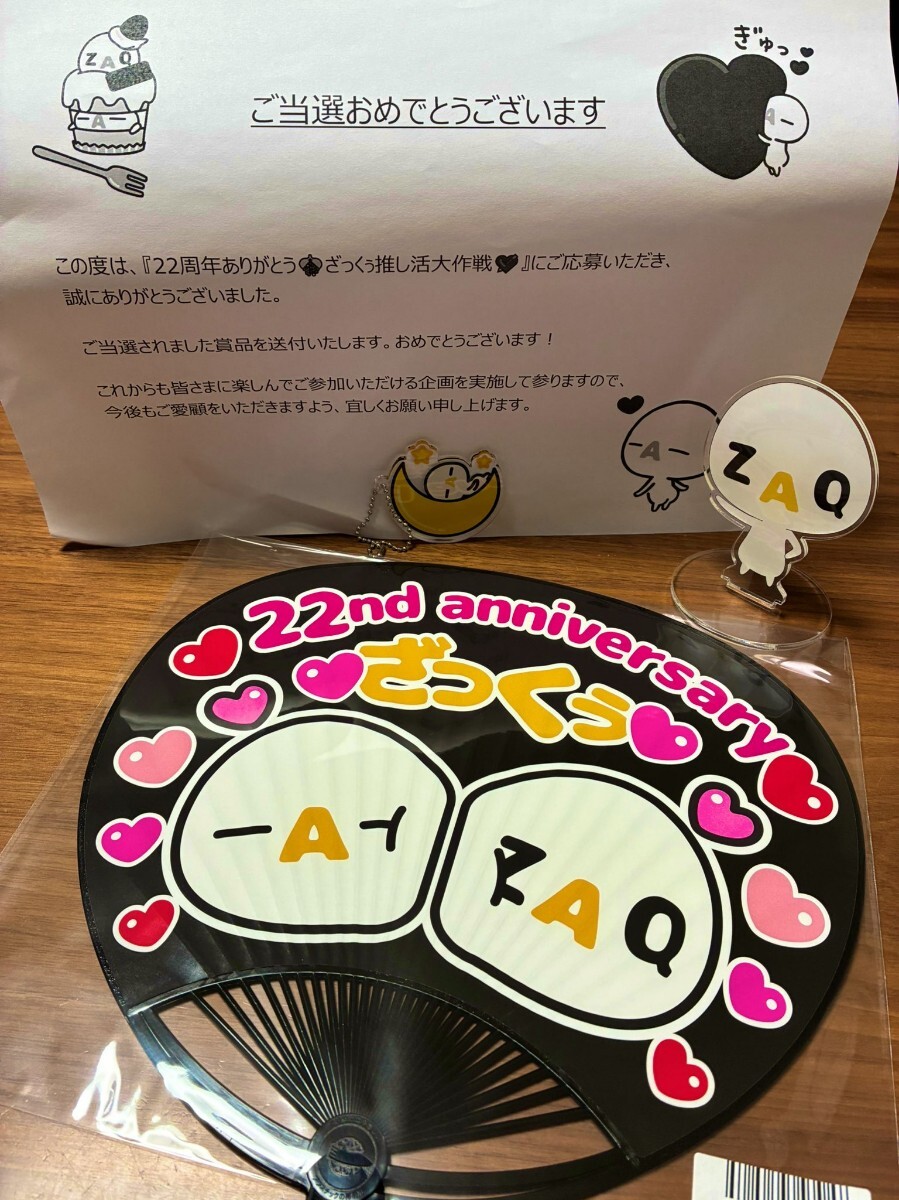 ZAQ
A
ぎゅっ
A
ご当選おめでとうございます
この度は、『22周年ありがとう🐝ざっくぅ推し活大作戦🖤』にご応募いただき、
誠にありがとうございました。
ご当選されました賞品を送付いたします。おめでとうございます！
これからも皆さまに楽しんでご参加いただける企画を実施して参りますので、
今後もご愛顧をいただきますよう、宜しくお願い申し上げます。
A
ZAQ
22nd anniversary
ざっくぅ
A
ZAQ